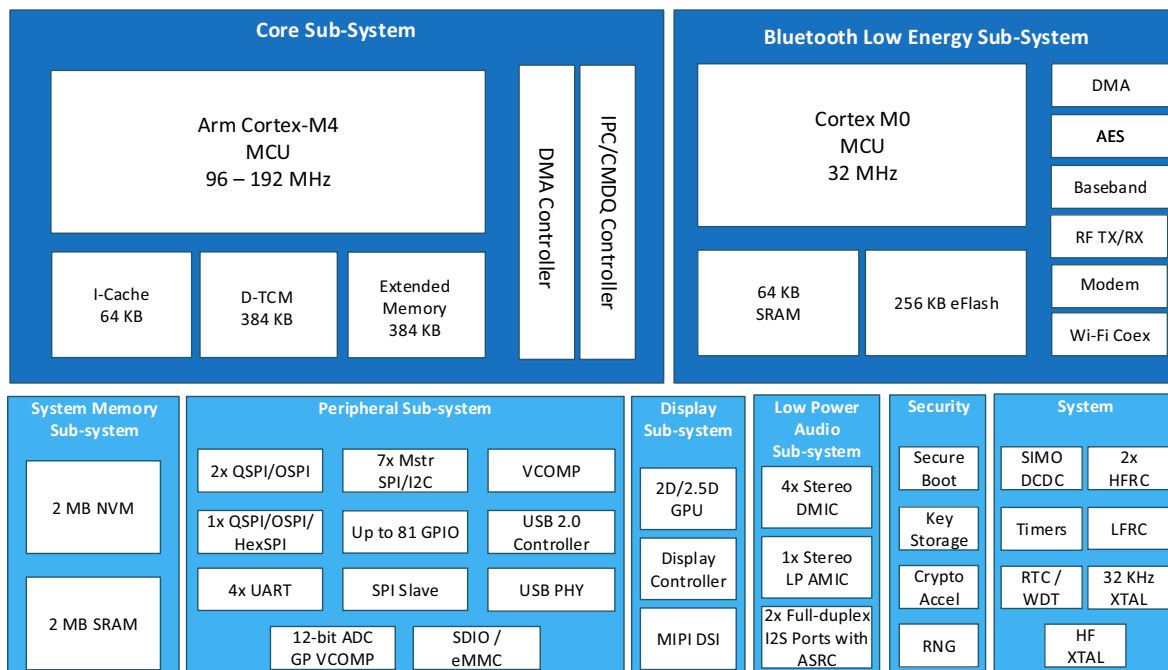 Core Sub-System
Arm Cortex-M4
MCU
96 – 192 MHz
I-Cache
64 KB
D-TCM
384 KB
Extended
Memory
384 KB
DMA Controller
IPC/CMDQ Controller
Bluetooth Low Energy Sub-System
Cortex M0
MCU
32 MHz
64 KB
SRAM
256 KB eFlash
DMA
AES
Baseband
RF TX/RX
Modem
Wi-Fi Coex
System Memory
Sub-system
2 MB NVM
2 MB SRAM
Peripheral Sub-system
2x QSPI/OSPI
7x Mstr
SPI/I2C
VCOMP
1x QSPI/OSPI/
HexSPI
Up to 81 GPIO
USB 2.0
Controller
4x UART
SPI Slave
USB PHY
12-bit ADC
GP VCOMP
SDIO /
eMMC
Display
Sub-system
2D/2.5D
GPU
Display
Controller
MIPI DSI
Low Power
Audio
Sub-system
4x Stereo
DMIC
1x Stereo
LP AMIC
2x Full-duplex
I2S Ports with
ASRC
Security
Secure
Boot
Key
Storage
Crypto
Accel
RNG
System
SIMO
DCDC
2x
HFRC
Timers
LFRC
RTC /
WDT
32 KHz
XTAL
HF
XTAL